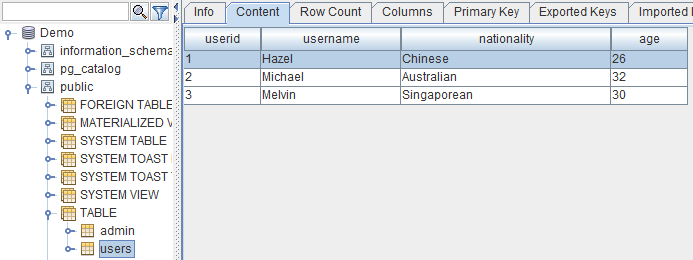 Info Content Row Count Columns Primary Key Exported Keys Imported
Demo
information_schema
pg_catalog
public
FOREIGN TABLE
MATERIALIZED V
SYSTEM TABLE
SYSTEM TOAST
SYSTEM TOAST
SYSTEM VIEW
TABLE
admin
users
userid username nationality age
1 Hazel Chinese 26
2 Michael Australian 32
3 Melvin Singaporean 30